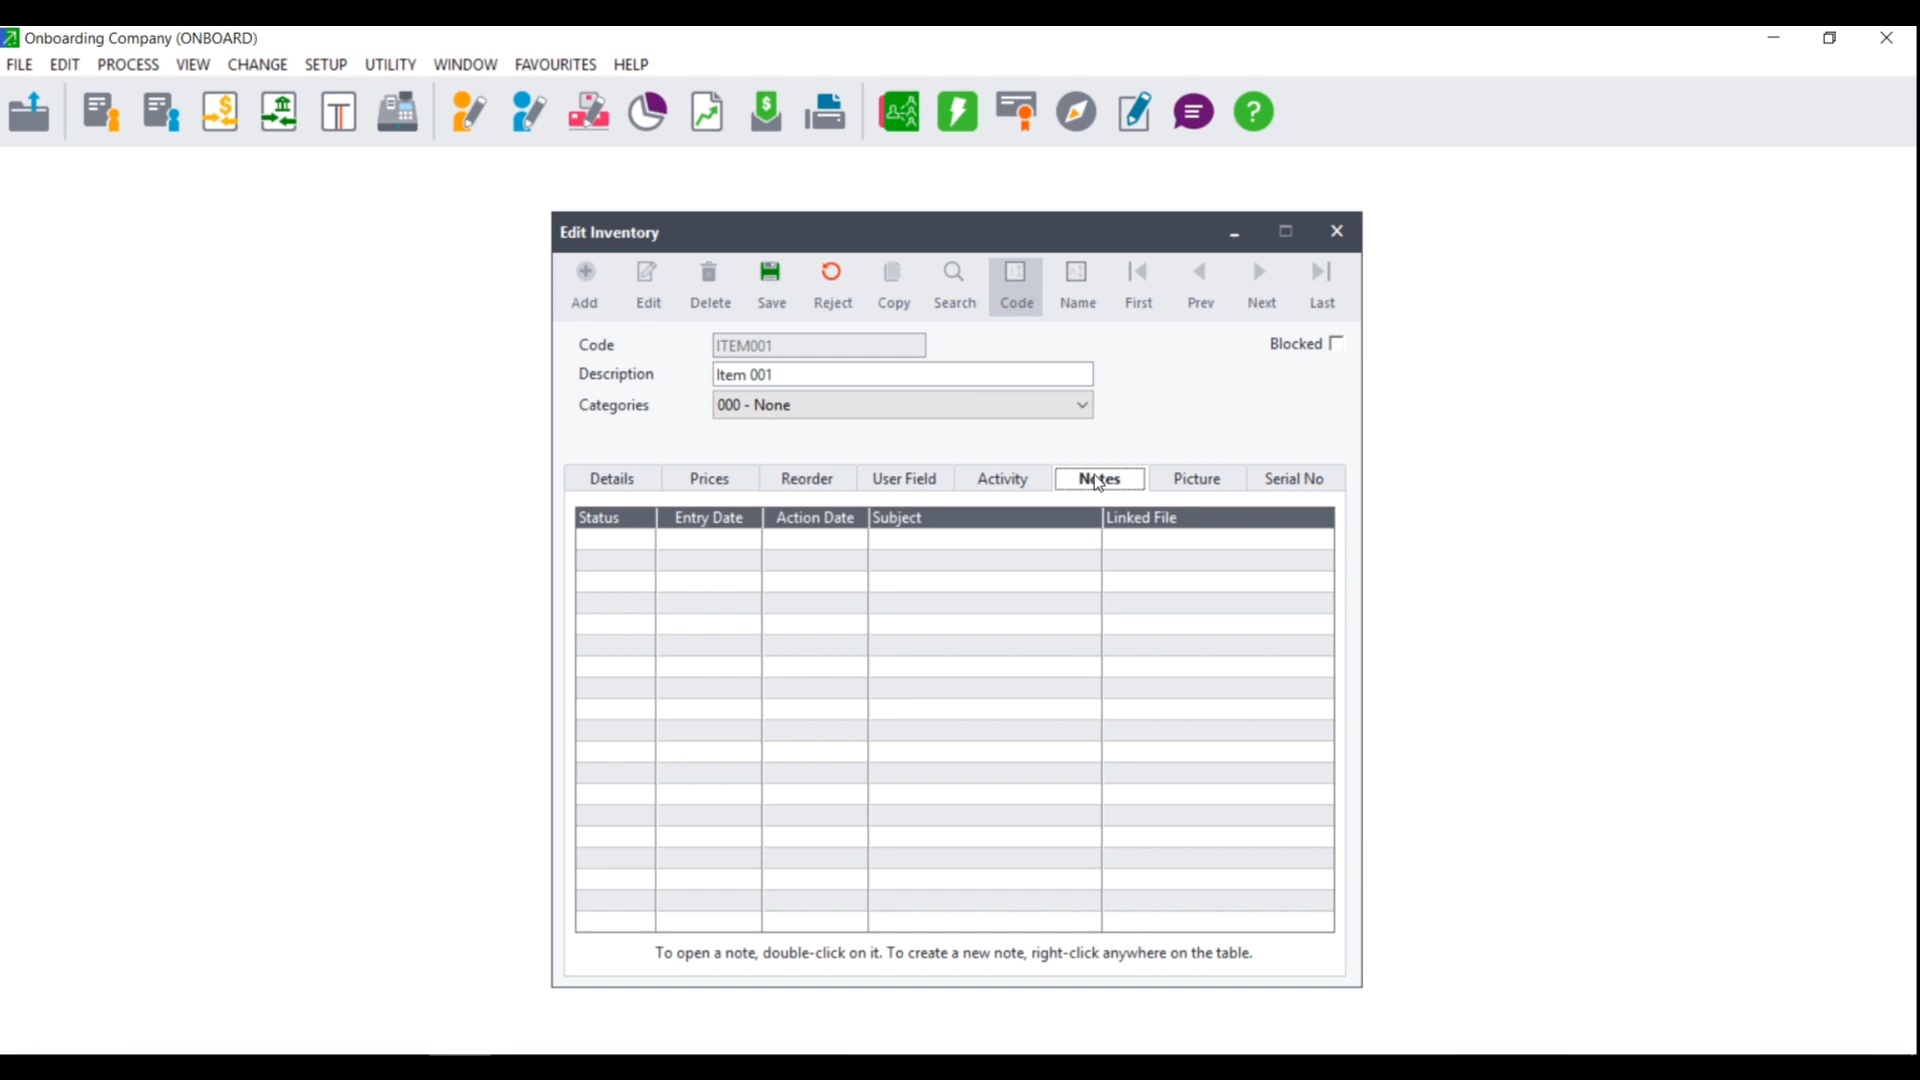 Onboarding Company (ONBOARD)
FILE EDIT PROCESS VIEW CHANGE SETUP UTILITY WINDOW FAVOURITES HELP
Edit Inventory
Add Edit Delete Save Reject Copy Search Code Name First Prev Next Last
Code ITEM001 Blocked
Description Item 001
Categories 000 - None
Details Prices Reorder User Field Activity Notes Picture Serial No
Status Entry Date Action Date Subject Linked File
To open a note, double-click on it. To create a new note, right-click anywhere on the table.